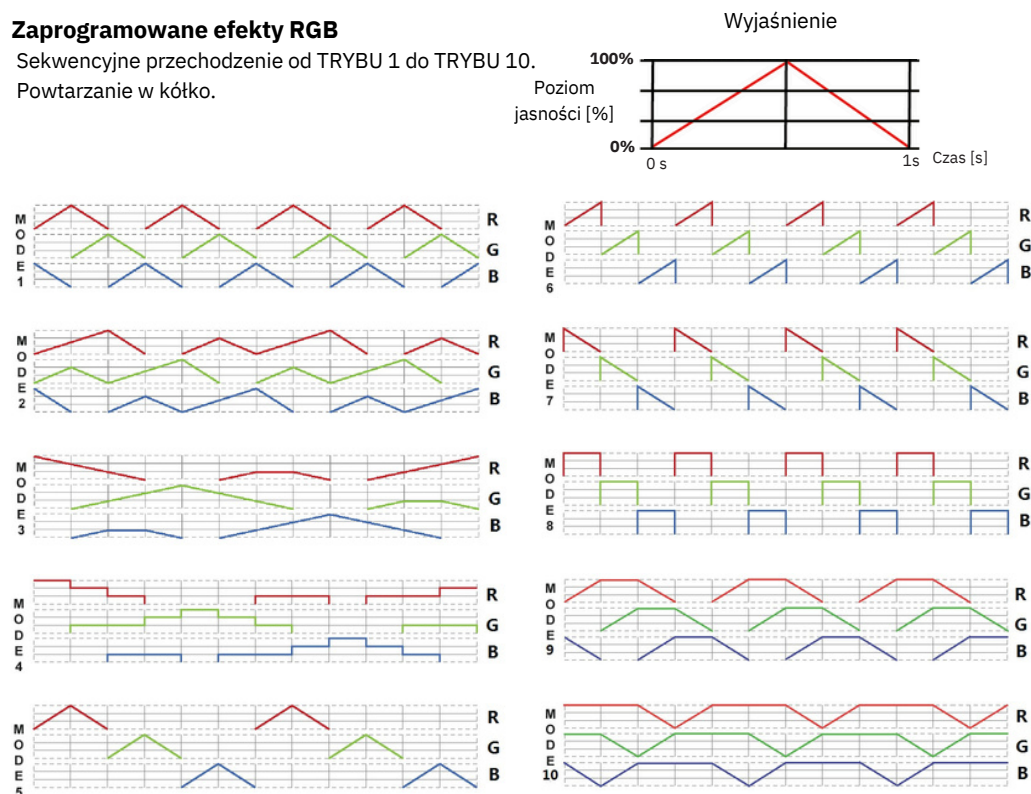 Zaprogramowane efekty RGB
Sekwencyjne przechodzenie od TRYBU 1 do TRYBU 10.
Powtarzanie w kółko.
Wyjaśnienie
100%
Poziom
jasności [%]
0%
0 s
1s
Czas [s]
MODE 1
R
G
B
MODE 2
R
G
B
MODE 3
R
G
B
MODE 4
R
G
B
MODE 5
R
G
B
MODE 6
R
G
B
MODE 7
R
G
B
MODE 8
R
G
B
MODE 9
R
G
B
MODE 10
R
G
B